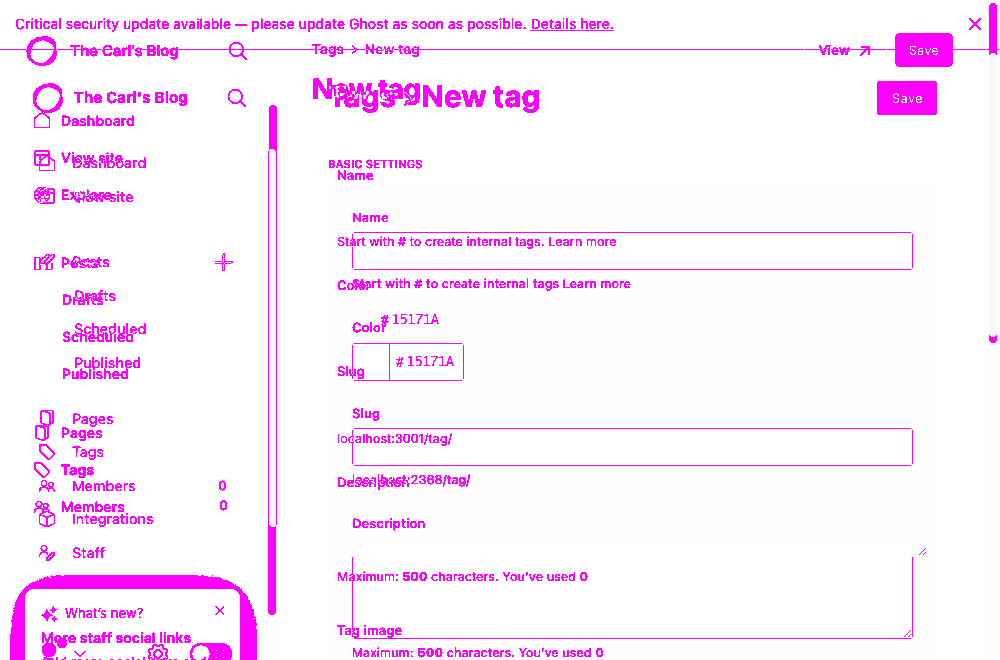 Critical security update available — please update Ghost as soon as possible. Details here.
The Carl's Blog
Tags > New tag
View
Save
The Carl's Blog
New tag
Tags New tag
Save
Dashboard
View site
Dashboard
BASIC SETTINGS
Name
Explore
View site
Name
Start with # to create internal tags. Learn more
Posts
Posts
Color
Start with # to create internal tags Learn more
Drafts
Drafts
# 15171A
Color
Scheduled
Scheduled
# 15171A
Published
Published
Slug
Slug
Pages
Pages
localhost:3001/tag/
Tags
Tags
localhost:2368/tag/
Description
Members 0
Members 0
Integrations
Description
Staff
Maximum: 500 characters. You've used 0
What's new?
Tag image
More staff social links
Maximum: 500 characters. You've used 0